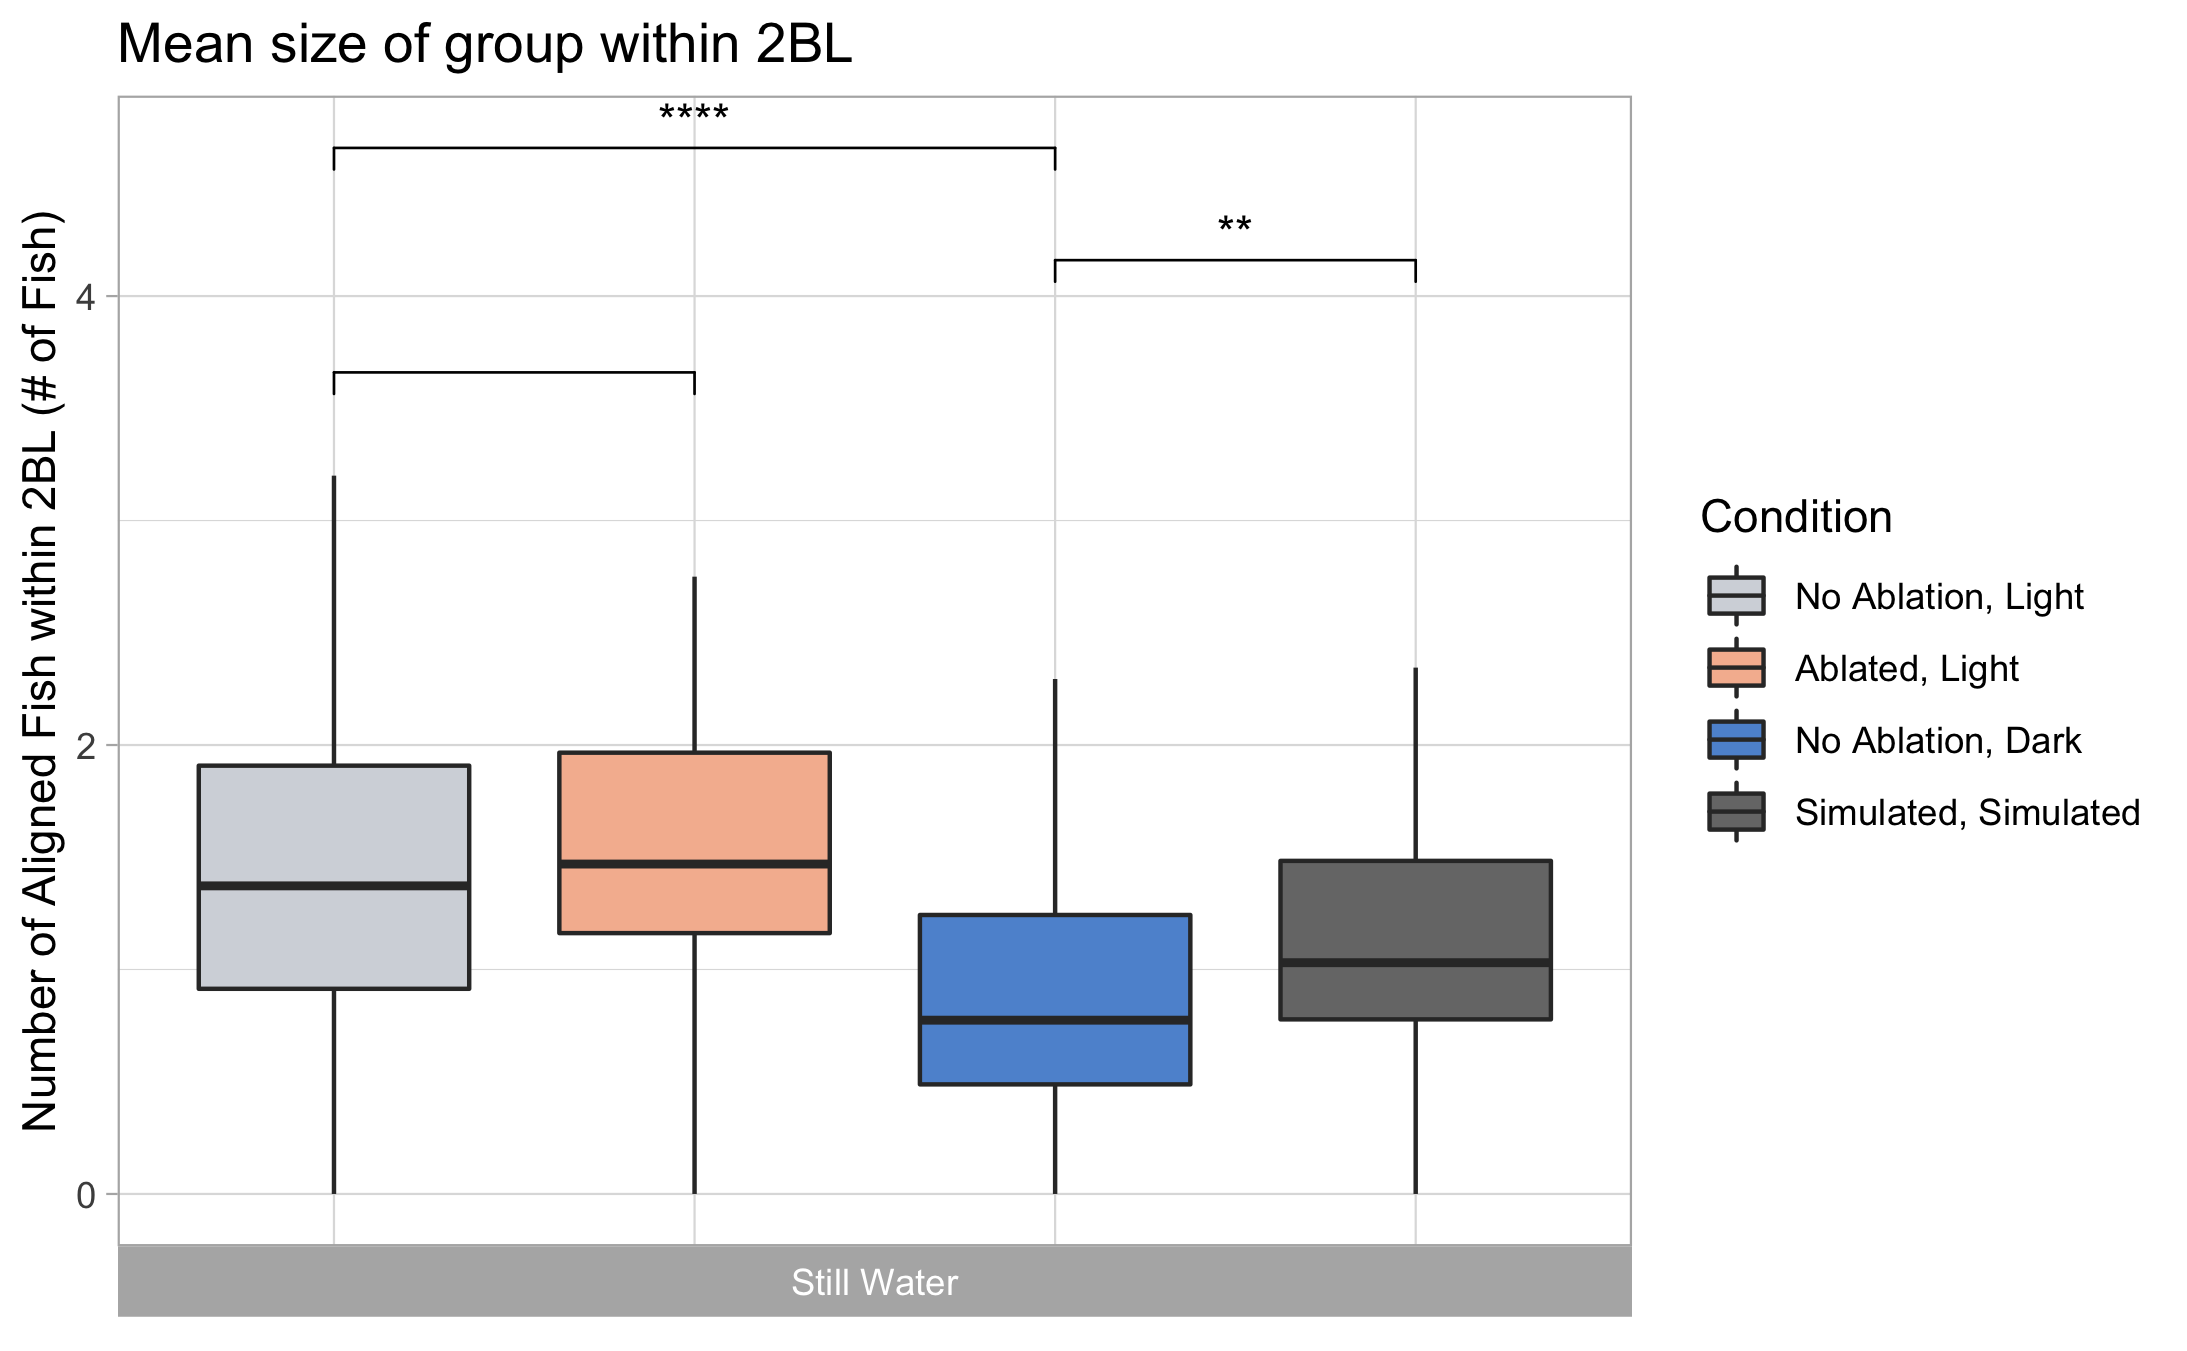 Mean size of group within 2BL
****
**
Number of Aligned Fish within 2BL (# of Fish)
4
2
0
Still Water
Condition
No Ablation, Light
Ablated, Light
No Ablation, Dark
Simulated, Simulated